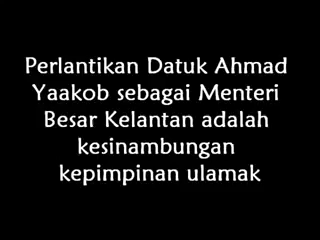 Perlantikan Datuk Ahmad
Yaakob sebagai Menteri
Besar Kelantan adalah
kesinambungan
kepimpinan ulamak